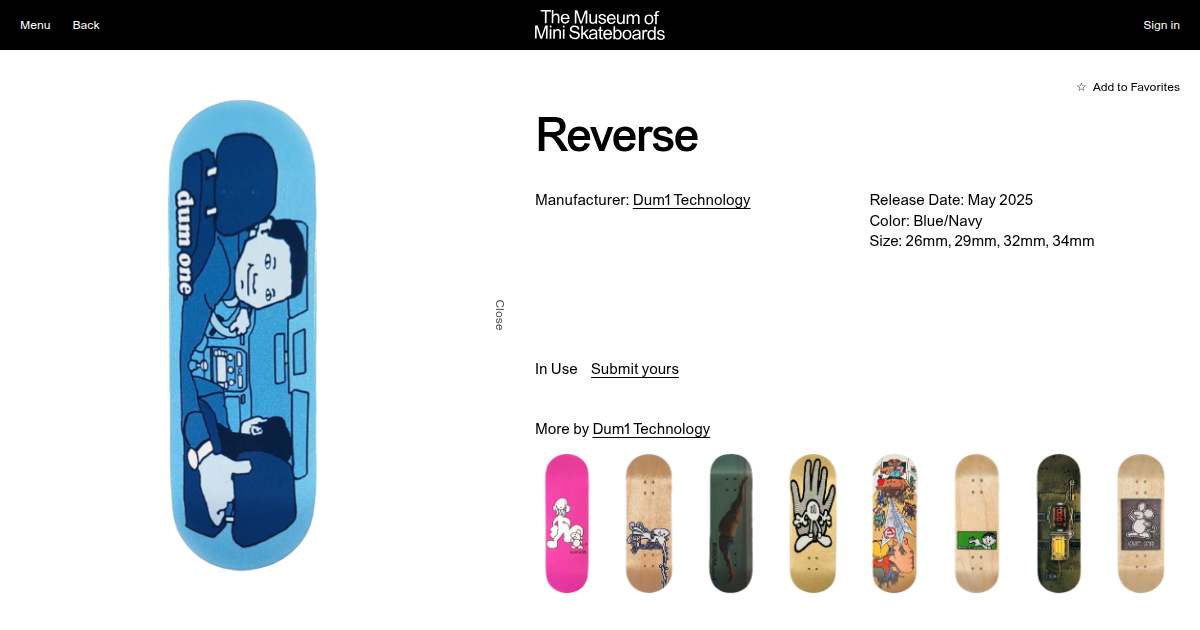 Menu
Back
The Museum of
Mini Skateboards
Sign in
☆ Add to Favorites
Reverse
Manufacturer: Dum1 Technology
Release Date: May 2025
Color: Blue/Navy
Size: 26mm, 29mm, 32mm, 34mm
dum one
Close
In Use Submit yours
More by Dum1 Technology